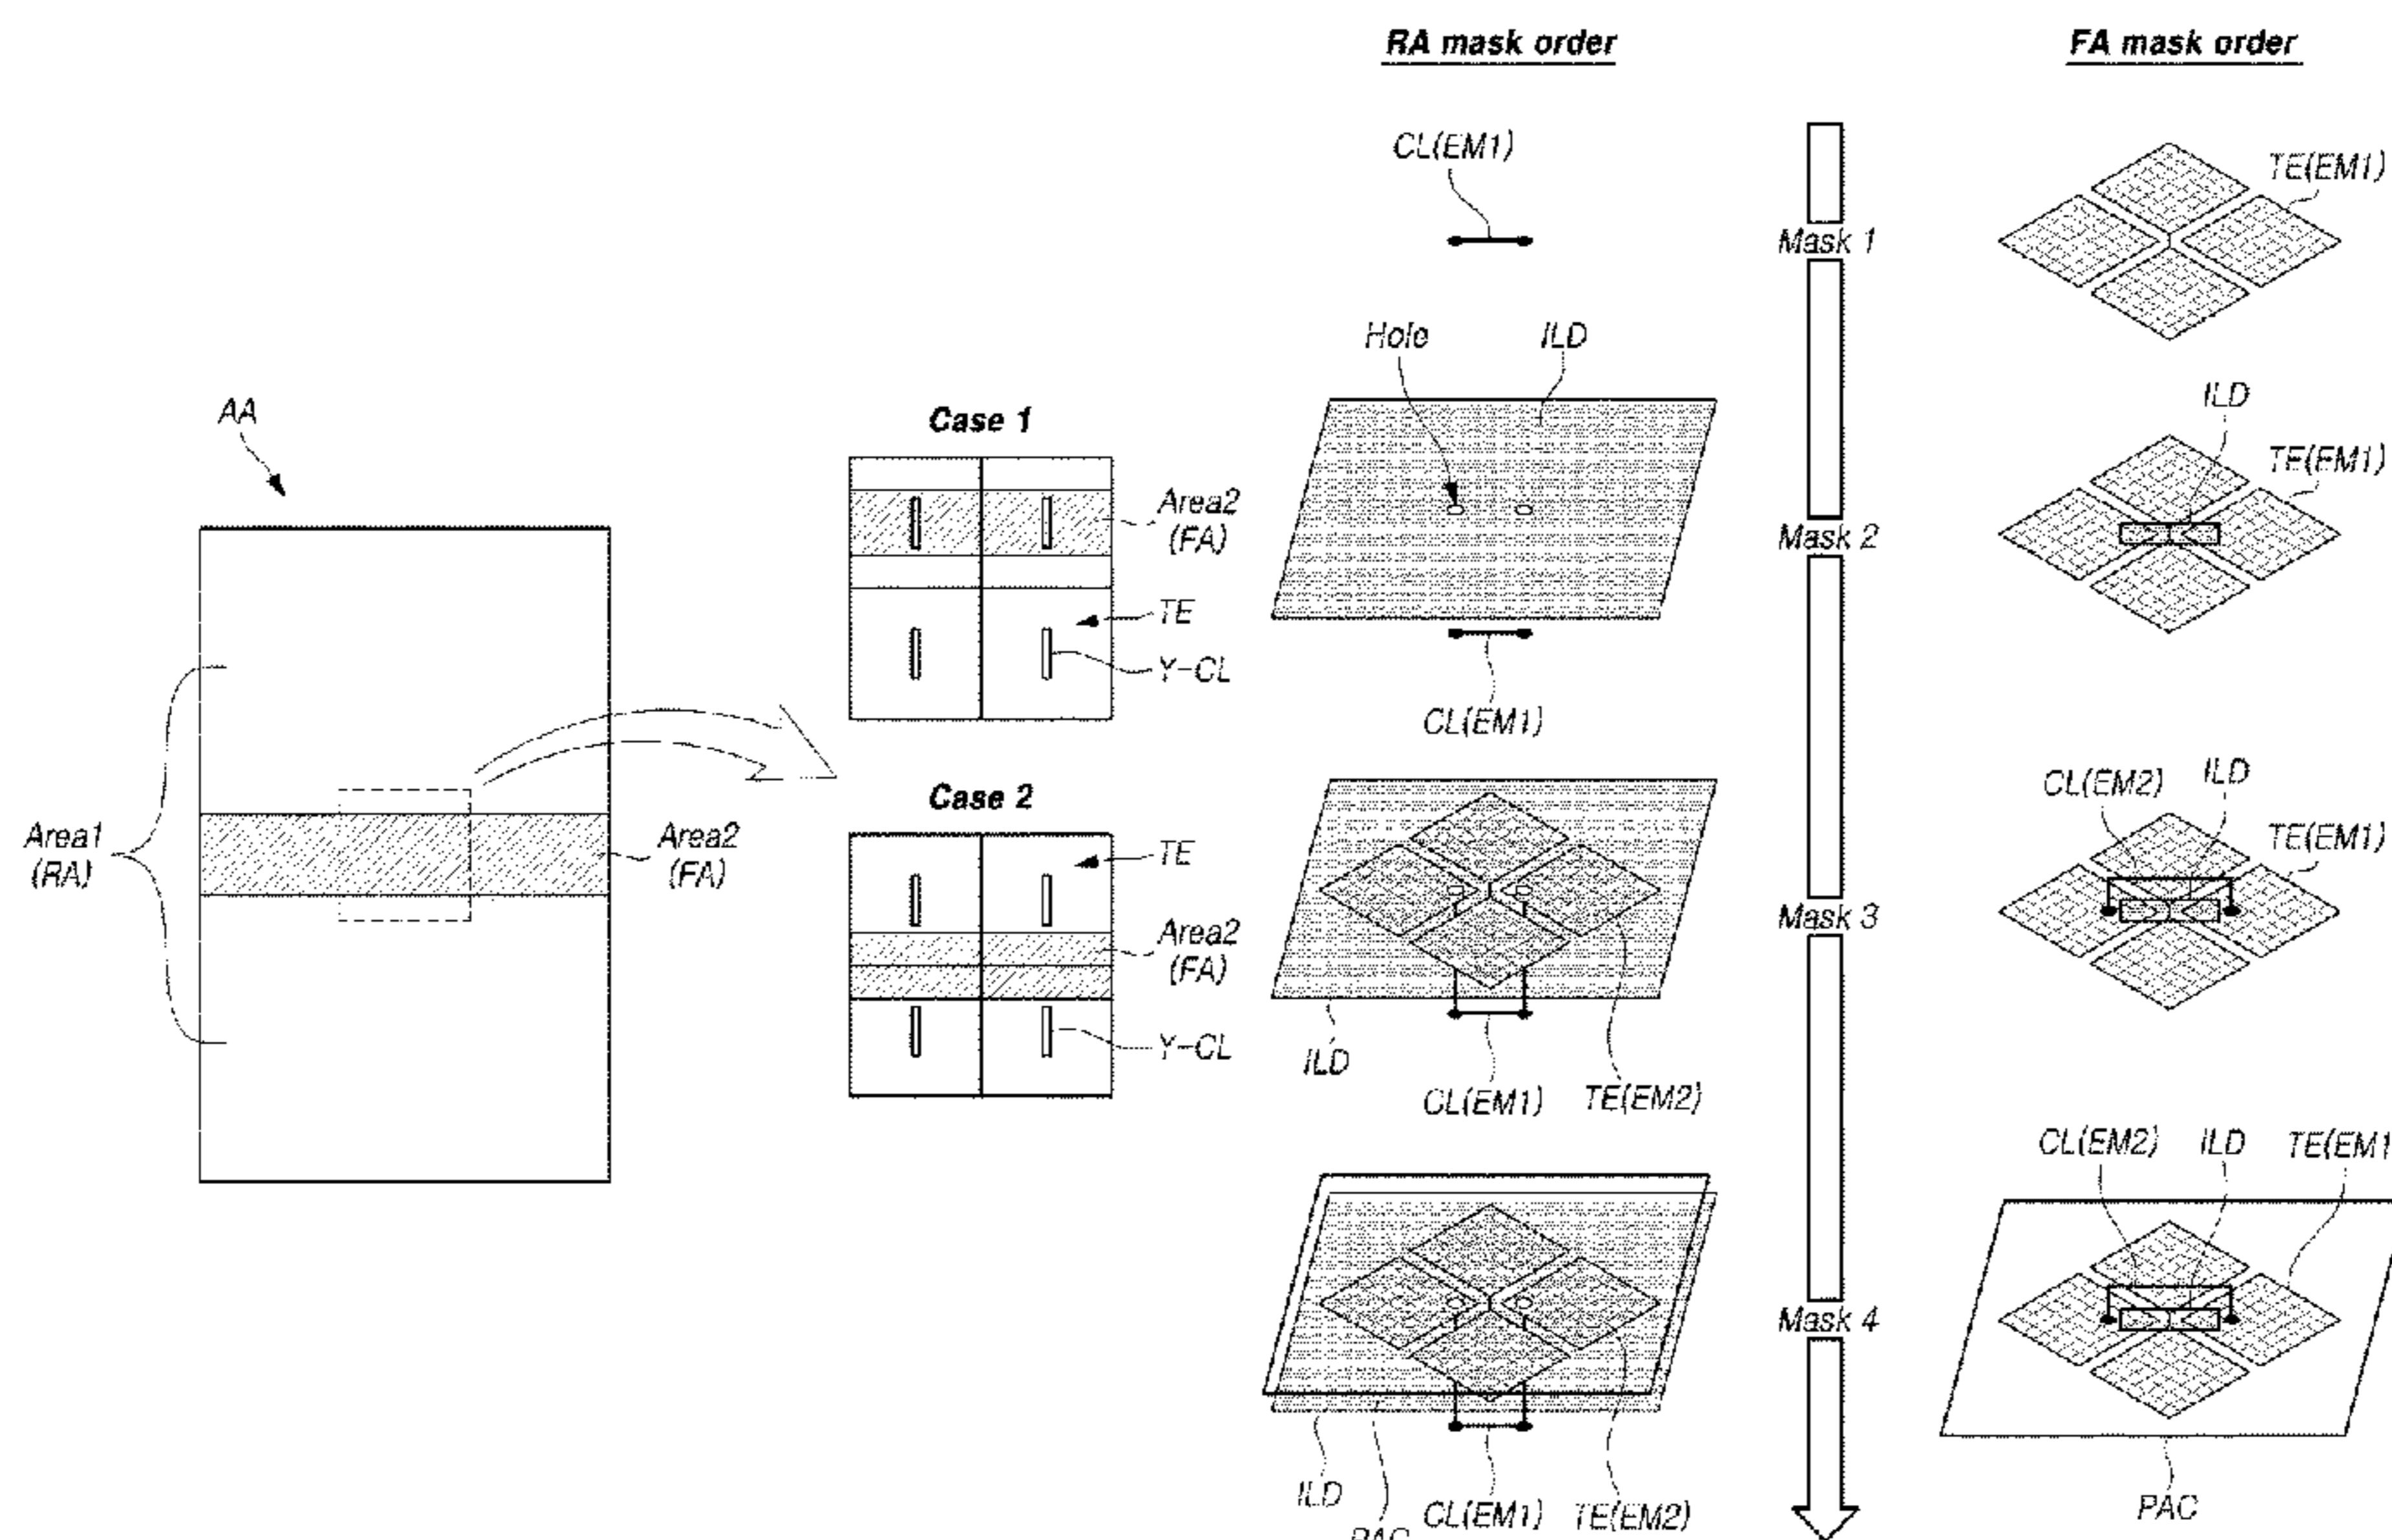 RA mask order
FA mask order
CL(EM1)
Mask 1
TE(EM1)
Hole
ILD
CL(EM1)
Mask 2
ILD
TE(EM1)
AA
Area1
(RA)
Area2
(FA)
Case 1
Area2
(FA)
TE
Y-CL
Case 2
TE
Area2
(FA)
Y-CL
ILD
CL(EM1)
TE(EM2)
Mask 3
CL(EM2)
ILD
TE(EM1)
ILD
PAC
CL(EM1)
TE(EM2)
Mask 4
CL(EM2)
ILD
TE(EM1
PAC